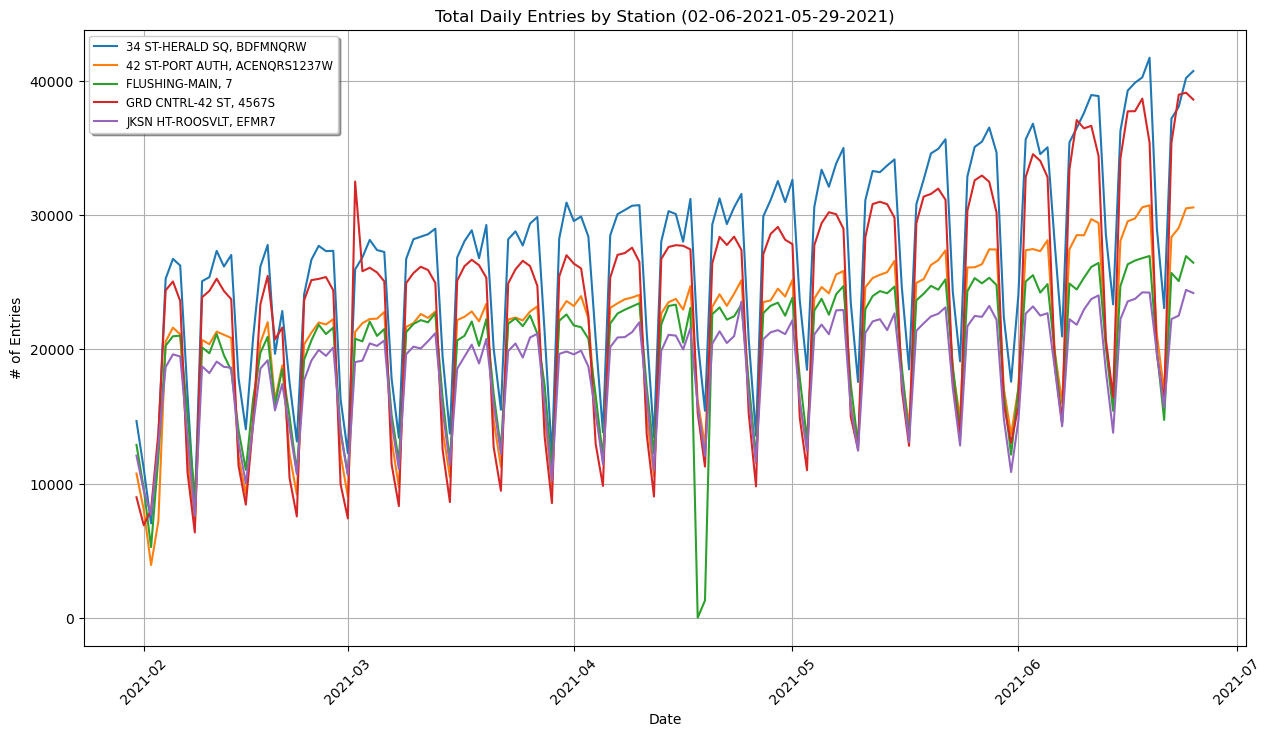 Total Daily Entries by Station (02-06-2021-05-29-2021)
34 ST-HERALD SQ, BDFMNQRW
42 ST-PORT AUTH, ACENQRS1237W
FLUSHING-MAIN, 7
GRD CNTRL-42 ST, 4567S
JKSN HT-ROOSVLT, EFMR7
# of Entries
40000
30000
20000
10000
0
2021-02
2021-03
2021-04
2021-05
2021-06
2021-07
Date